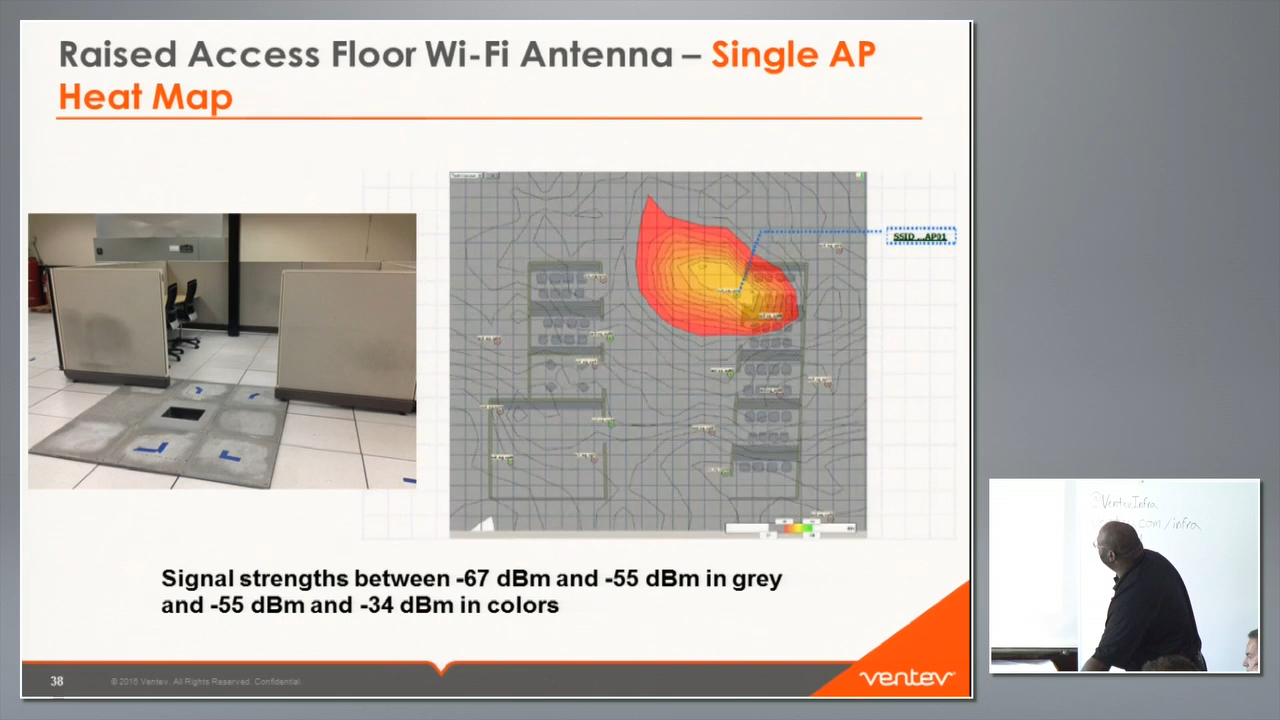 Raised Access Floor Wi-Fi Antenna – Single AP
Heat Map
SSID ...AP01
Signal strengths between -67 dBm and -55 dBm in grey
and -55 dBm and -34 dBm in colors
38
© 2016 Ventev. All Rights Reserved. Confidential.
ventev
@VentevInfra
.com/infra